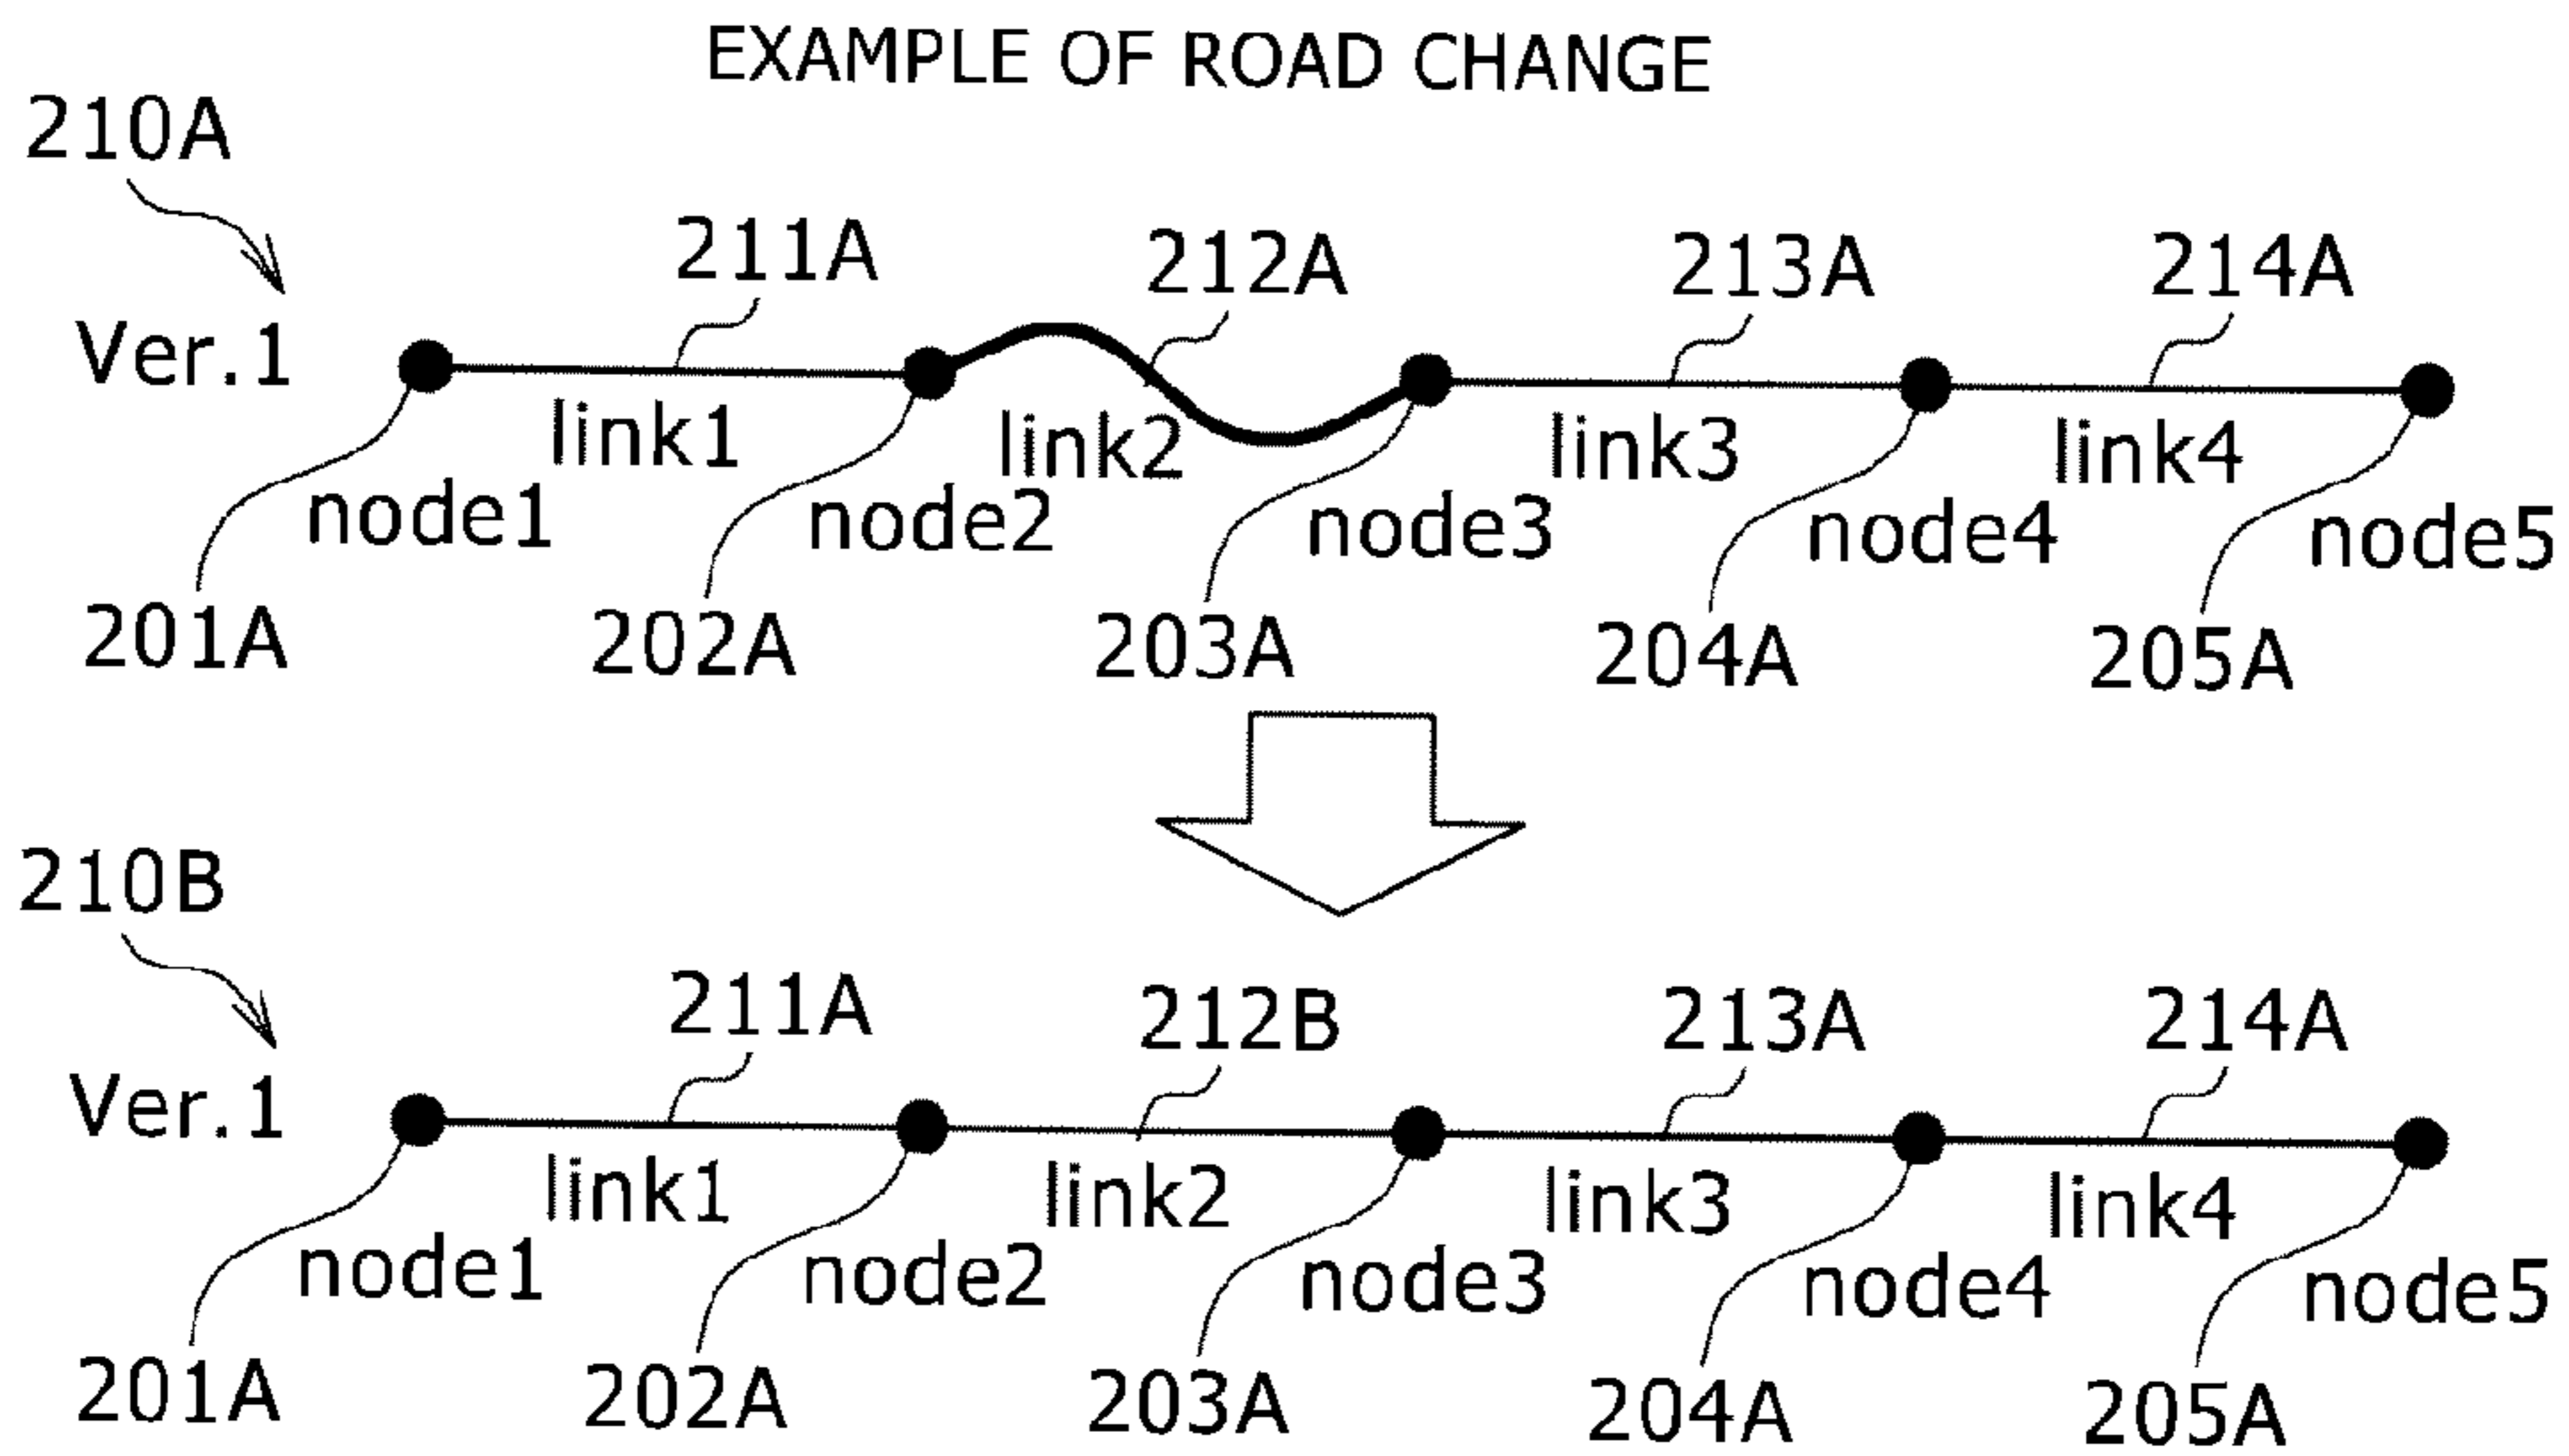 EXAMPLE OF ROAD CHANGE
210A
211A 212A 213A 214A
Ver.1
link1 link2 link3 link4
node1 node2 node3 node4 node5
201A 202A 203A 204A 205A
210B
211A 212B 213A 214A
Ver.1
link1 link2 link3 link4
node1 node2 node3 node4 node5
201A 202A 203A 204A 205A